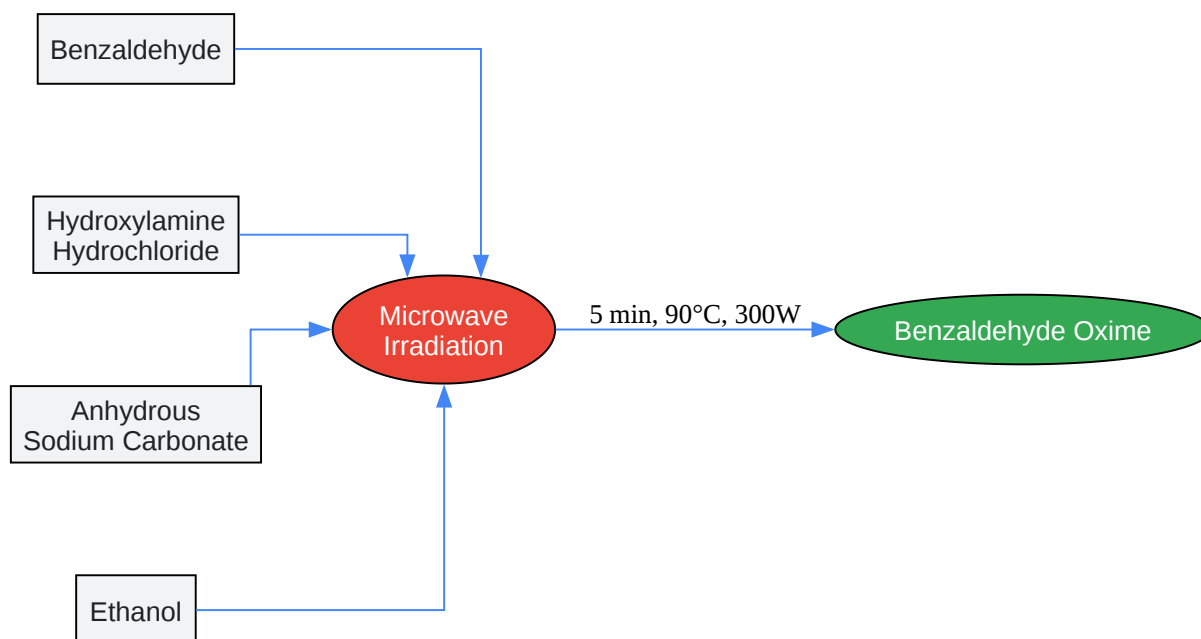 Benzaldehyde
Hydroxylamine
Hydrochloride
Microwave
Irradiation
5 min, 90°C, 300W
Benzaldehyde Oxime
Anhydrous
Sodium Carbonate
Ethanol